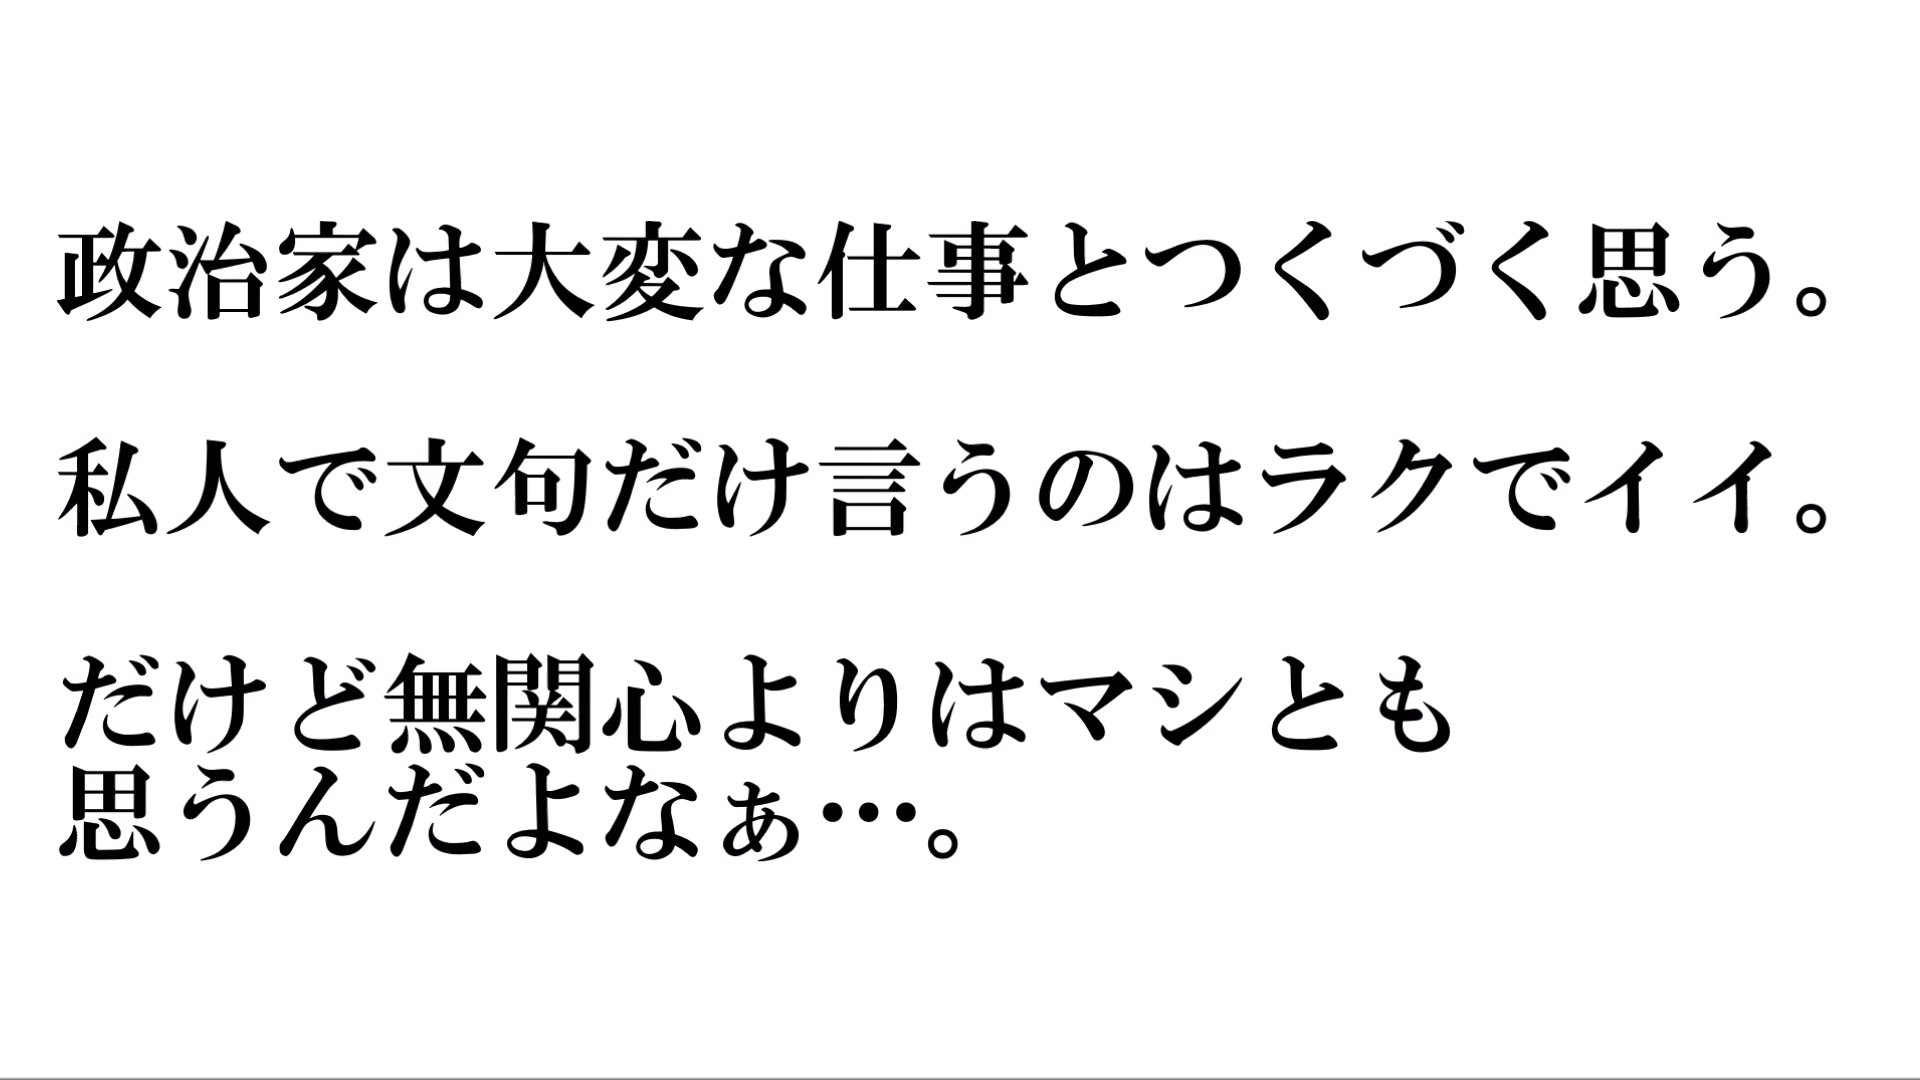 政治家は大変な仕事とつくづく思う。
私人で文句だけ言うのはラクでイイ。
だけど無関心よりはマシとも
思うんだよなぁ…。